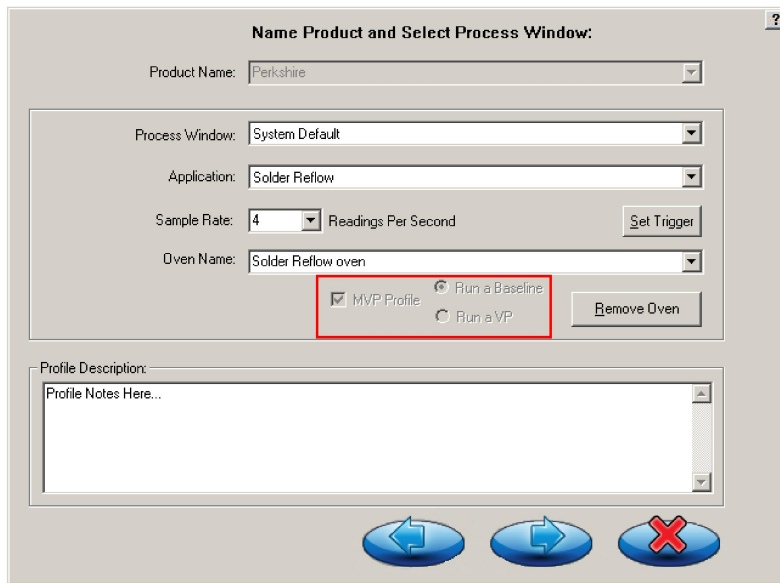 ?
Name Product and Select Process Window:
Product Name: Perkshire
Process Window: System Default
Application: Solder Reflow
Sample Rate: 4 Readings Per Second Set Trigger
Oven Name: Solder Reflow oven
MVP Profile Run a Baseline
Run a VP Remove Oven
Profile Description:
Profile Notes Here...